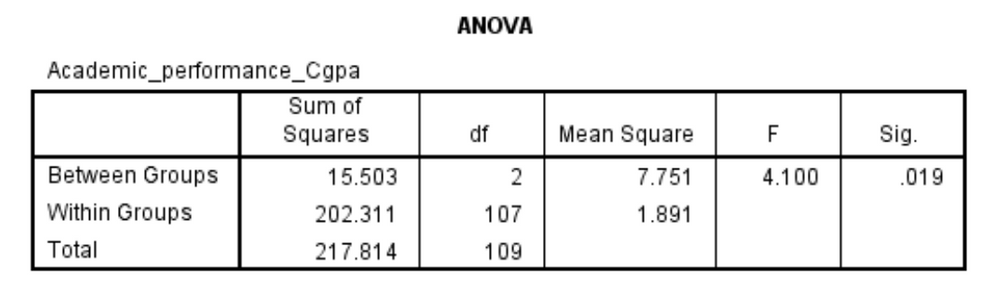 ANOVA
Academic_performance_Cgpa
Sum of Squares df Mean Square F Sig.
Between Groups 15.503 2 7.751 4.100 .019
Within Groups 202.311 107 1.891
Total 217.814 109